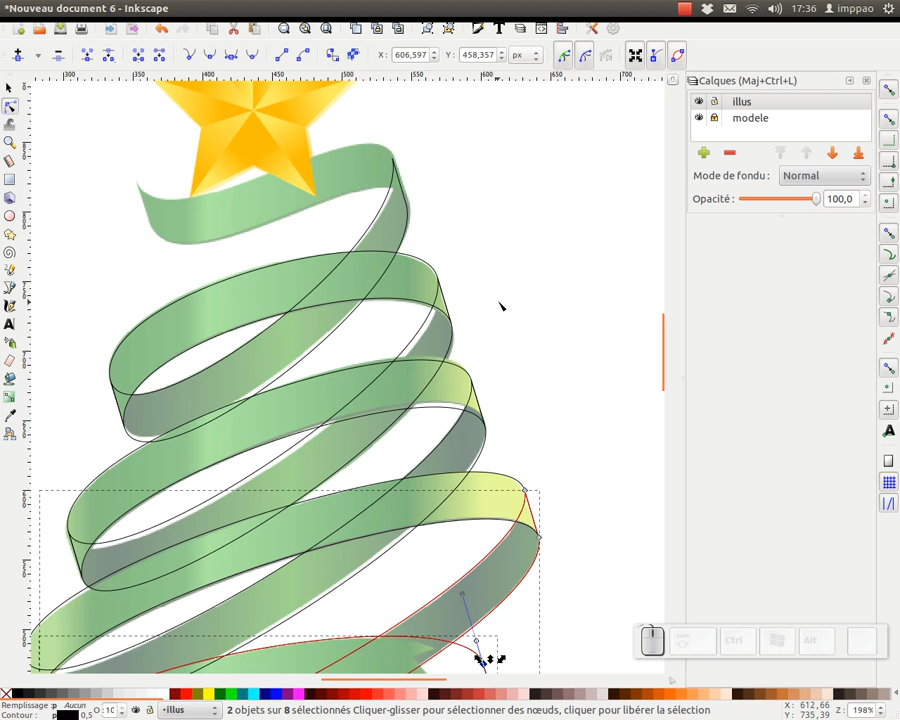 *Nouveau document 6 - Inkscape
17:36 imppao
X: 606,597 Y: 458,357 px
300 400 500 600 700
Calques (Maj+Ctrl+L)
illus
modele
Mode de fondu : Normal
Opacité : 100,0
Ctrl Alt
Remplissage : Aucun
Contour : 0,5
O: 10
•illus
2 objets sur 8 sélectionnés Cliquer-glisser pour sélectionner des nœuds, cliquer pour libérer la sélection
X: 612,66
Y: 735,39
Z: 198%